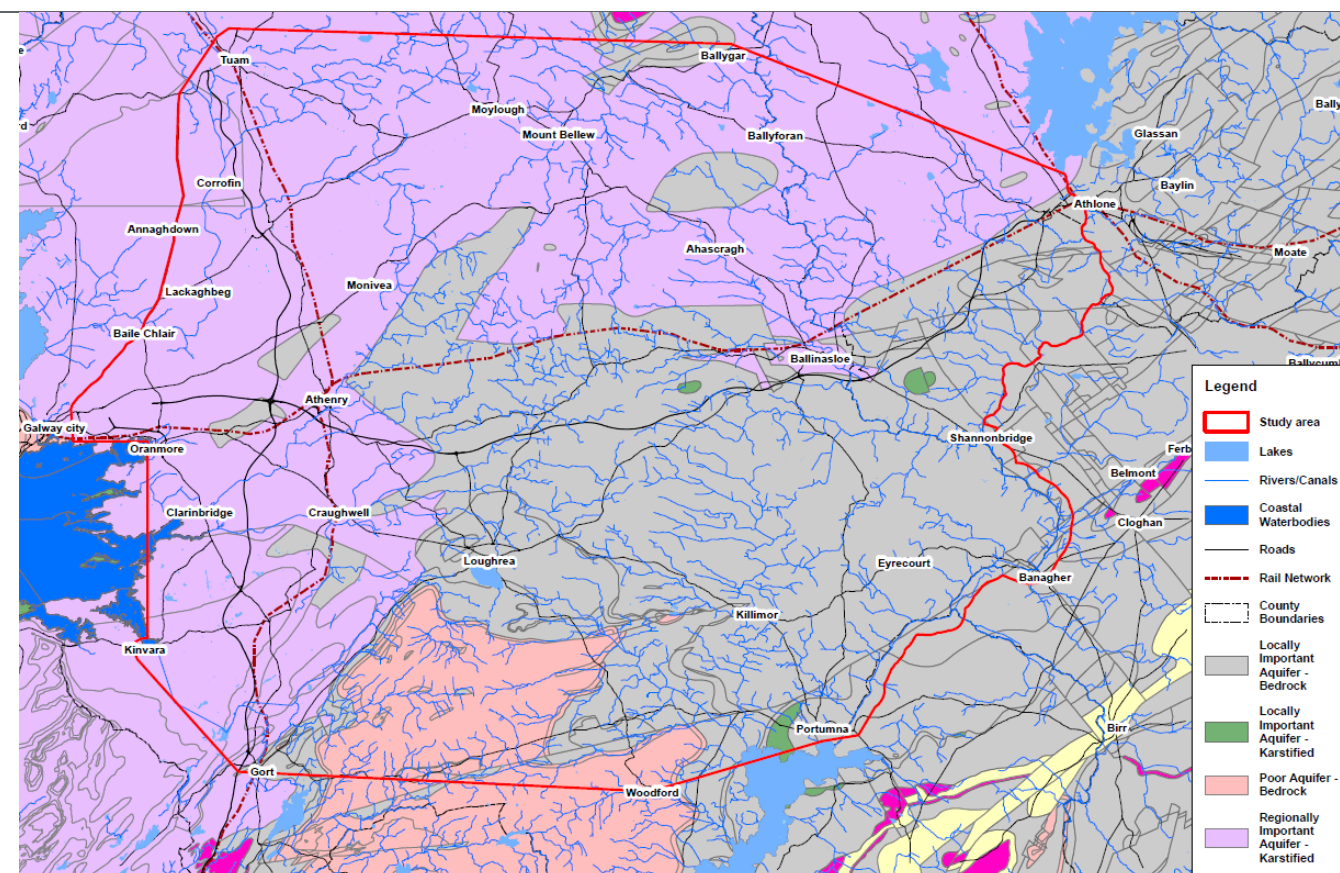 Tuam
Ballygar
Moylough
Mount Bellew
Ballyforan
Glassan
Bally
rd
Corrofin
Baylin
Athlone
Annaghdown
Ahascragh
Moate
Monivea
Lackaghbeg
Baile Chlair
Ballinasloe
Ballycumb
Athenry
Galway city
Oranmore
Shannonbridge
Ferb
Belmont
Clarinbridge
Craughwell
Cloghan
Loughrea
Eyrecourt
Banagher
Killimor
Kinvara
Portumna
Birr
Gort
Woodford
Legend
Study area
Lakes
Rivers/Canals
Coastal
Waterbodies
Roads
Rail Network
County
Boundaries
Locally
Important
Aquifer -
Bedrock
Locally
Important
Aquifer -
Karstified
Poor Aquifer -
Bedrock
Regionally
Important
Aquifer -
Karstified